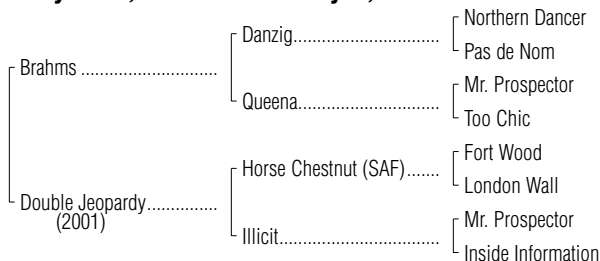 Northern Dancer
Danzig
Pas de Nom
Brahms
Mr. Prospector
Queena
Too Chic
Fort Wood
Horse Chestnut (SAF)
London Wall
Double Jeopardy
(2001)
Mr. Prospector
Illicit
Inside Information